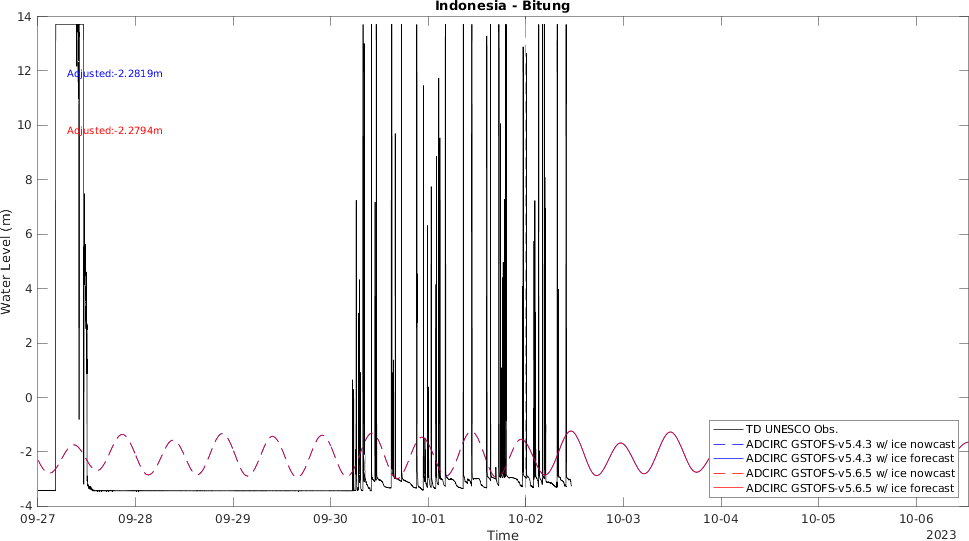 Indonesia - Bitung
14
12
10
8
6
4
2
0
-2
-4
Water Level (m)
Adjusted:-2.2819m
Adjusted:-2.2794m
TD UNESCO Obs.
ADCIRC GSTOFS-v5.4.3 w/ ice nowcast
ADCIRC GSTOFS-v5.4.3 w/ ice forecast
ADCIRC GSTOFS-v5.6.5 w/ ice nowcast
ADCIRC GSTOFS-v5.6.5 w/ ice forecast
09-27 09-28 09-29 09-30 10-01 10-02 10-03 10-04 10-05 10-06
Time
2023